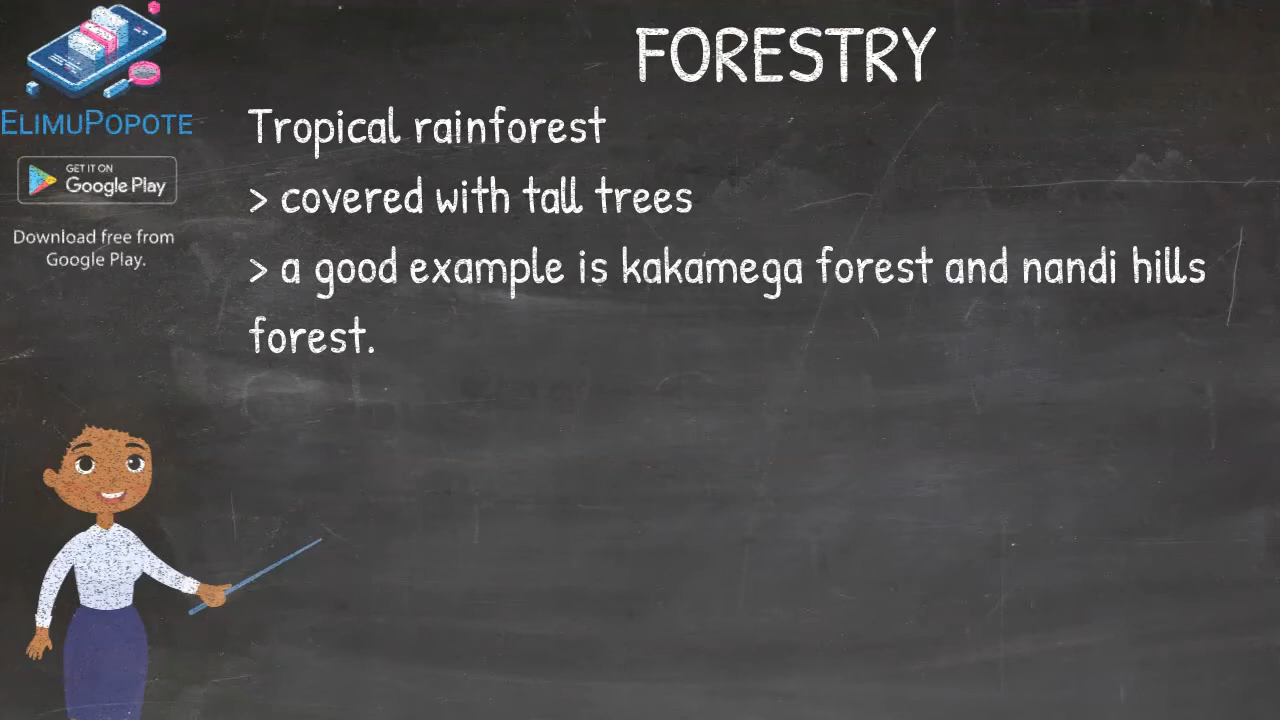 FORESTRY
ELIMUPOPOTE
GET IT ON
Google Play
Download free from
Google Play.
Tropical rainforest
> covered with tall trees
> a good example is kakamega forest and nandi hills
forest.